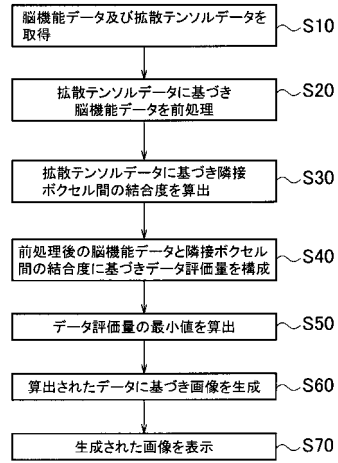 脳機能データ及び拡散テンソルデータを
取得
S10
拡散テンソルデータに基づき
脳機能データを前処理
S20
拡散テンソルデータに基づき隣接
ボクセル間の結合度を算出
S30
前処理後の脳機能データと隣接ボクセル
間の結合度に基づきデータ評価量を構成
S40
データ評価量の最小値を算出
S50
算出されたデータに基づき画像を生成
S60
生成された画像を表示
S70